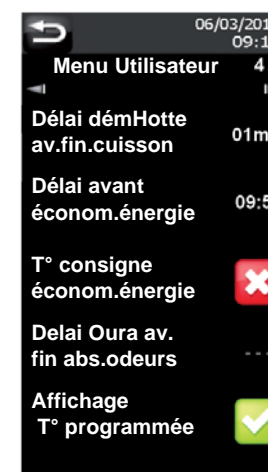 06/03/201
09:1
Menu Utilisateur 4
Délai démHotte
av.fin.cuisson
01m
Délai avant
économ.énergie
09:5
T° consigne
économ.énergie
Delai Oura av.
fin abs.odeurs
---
Affichage
T° programmée